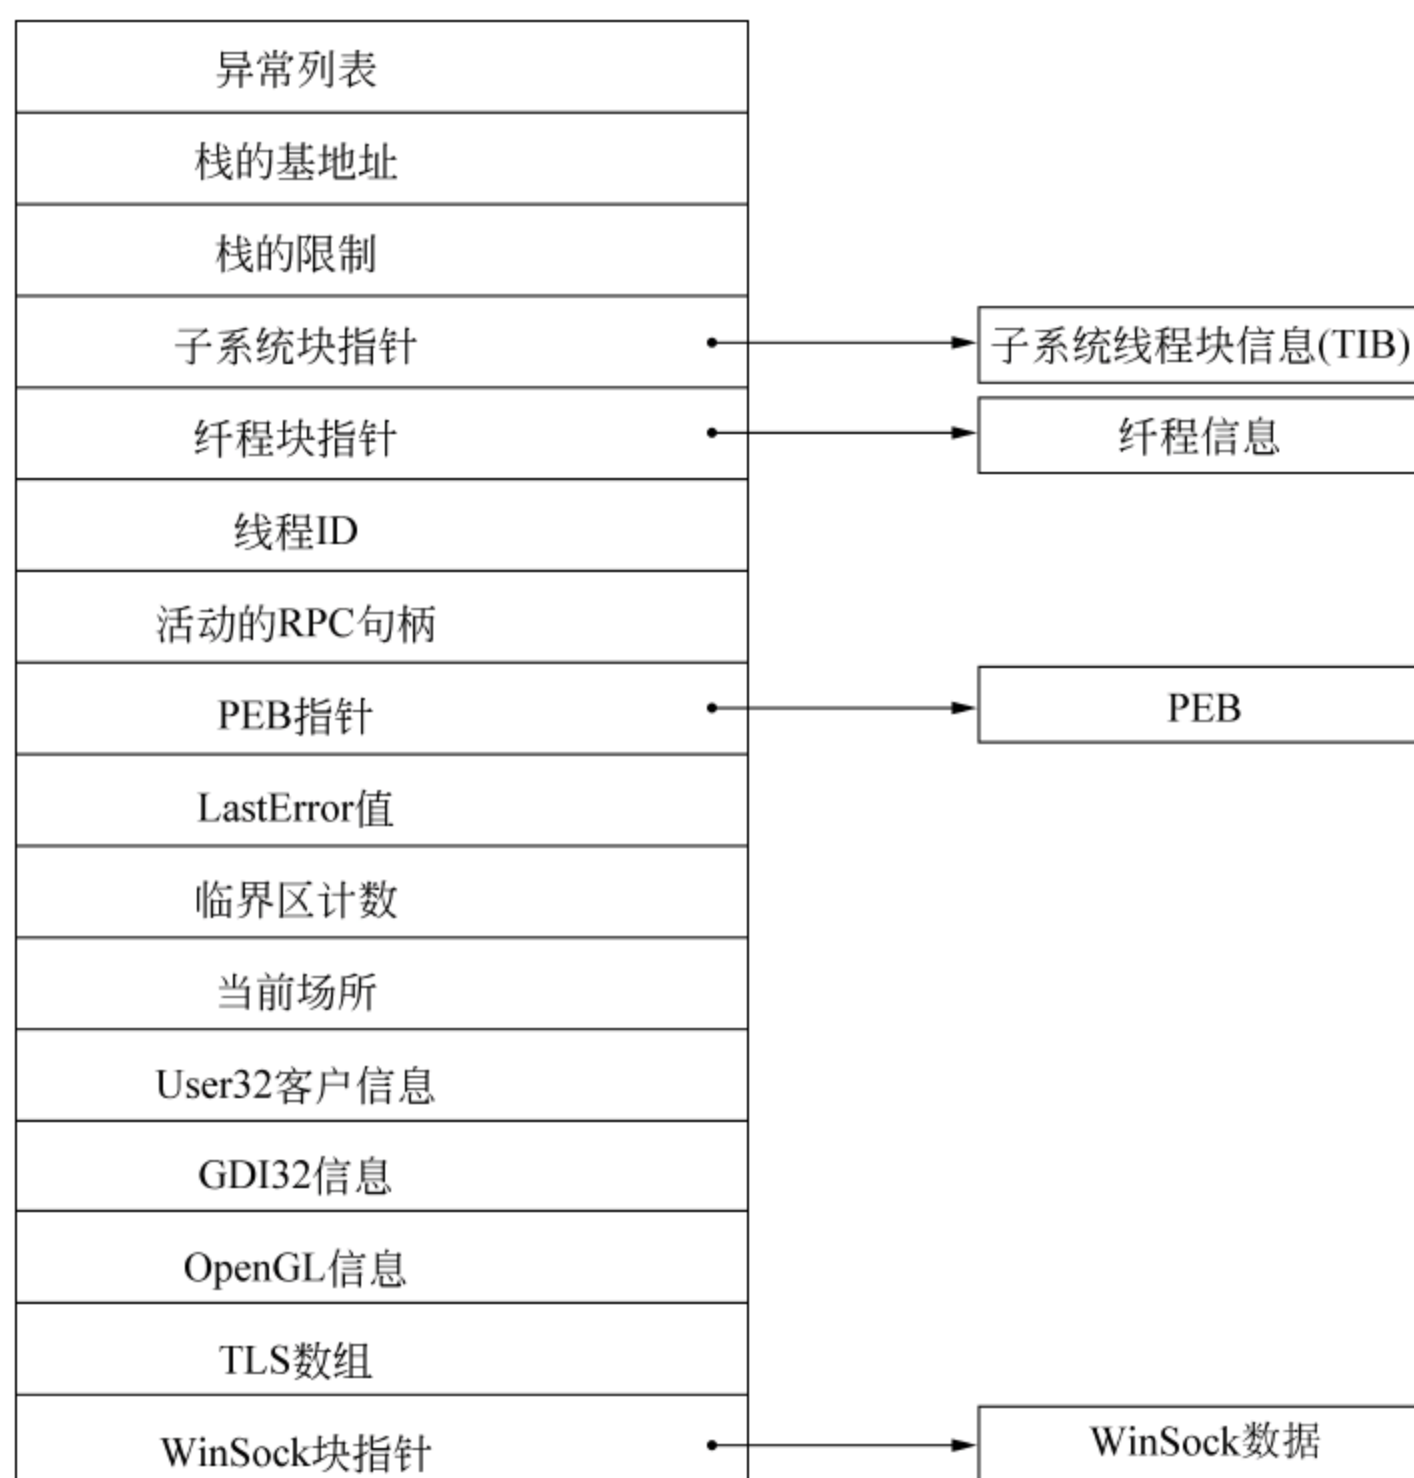 异常列表
栈的基地址
栈的限制
子系统块指针
子系统线程块信息(TIB)
纤程块指针
纤程信息
线程ID
活动的RPC句柄
PEB指针
PEB
LastError值
临界区计数
当前场所
User32客户信息
GDI32信息
OpenGL信息
TLS数组
WinSock块指针
WinSock数据